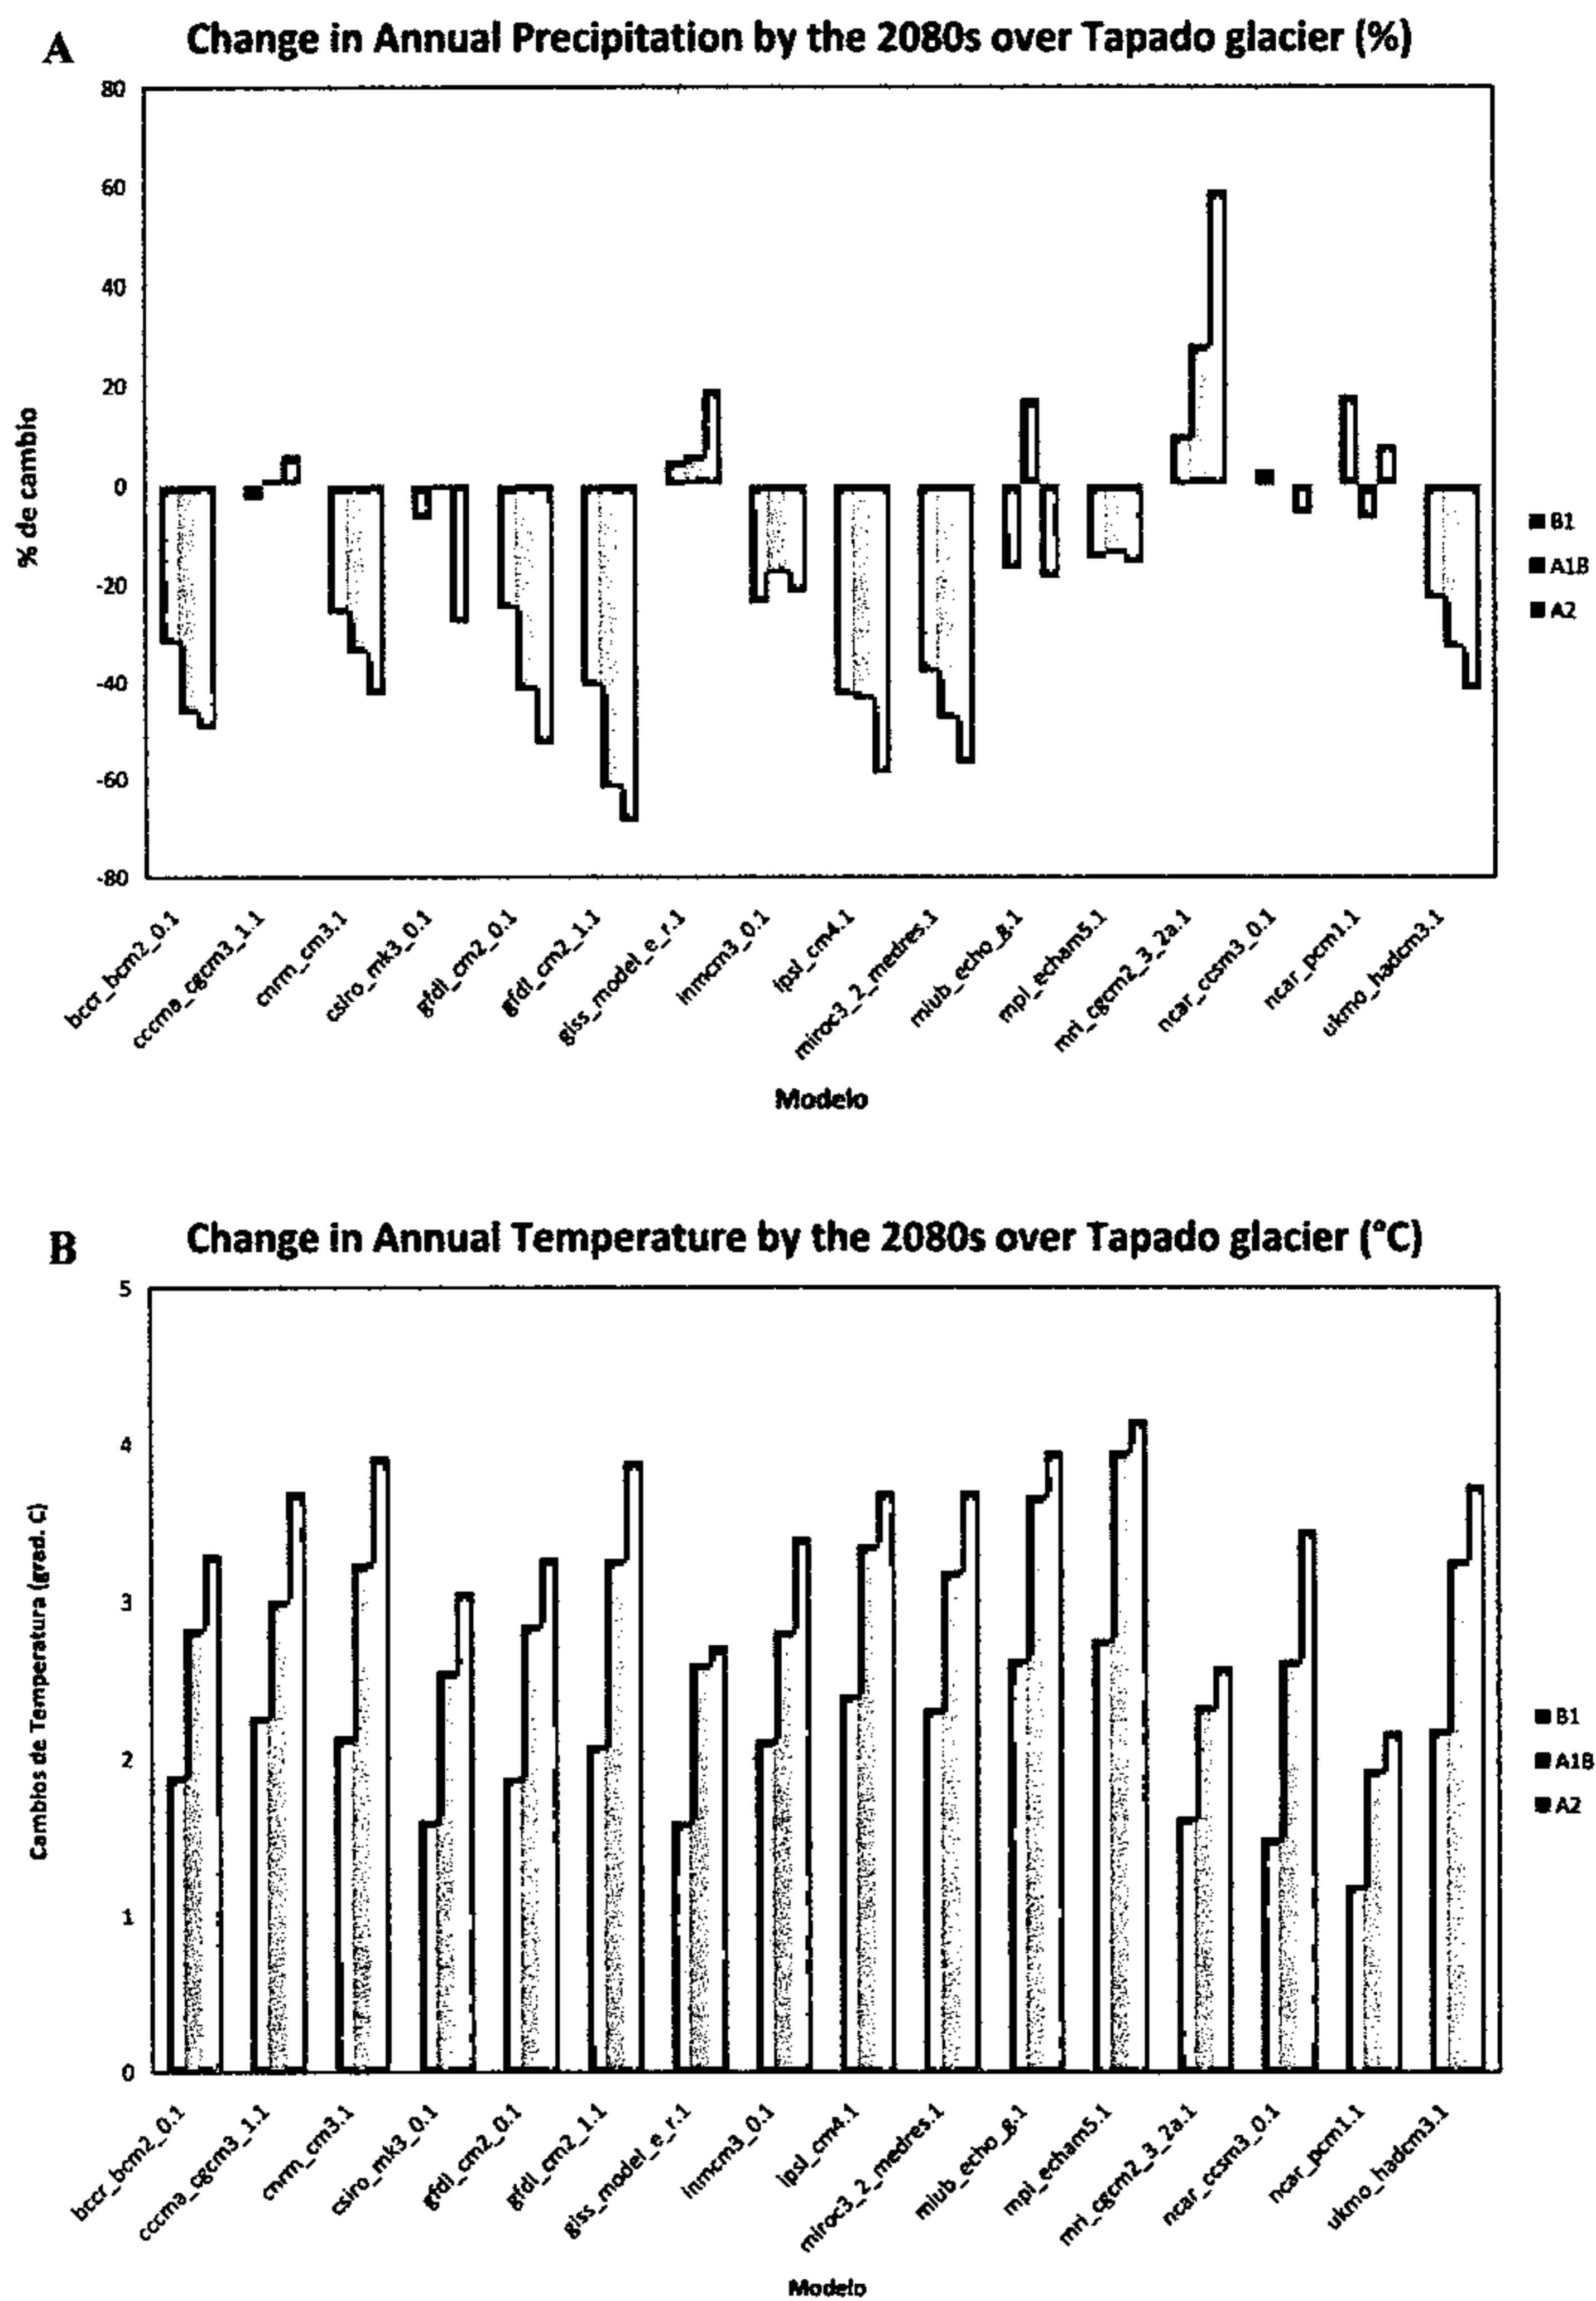 A
Change in Annual Precipitation by the 2080s over Tapado glacier (%)
80
60
40
20
0
-20
-40
-60
-80
% de cambio
B1
A1B
A2
bccr_bcm2_0.1
cccma_cgcm3_1.1
cnrm_cm3.1
csiro_mk3_0.1
gfdl_cm2_0.1
gfdl_cm2_1.1
giss_model_e_r.1
inmcm3_0.1
ipsl_cm4.1
miroc3_2_medres.1
miub_echo_g.1
mpi_echam5.1
mri_cgcm2_3_2a.1
ncar_ccsm3_0.1
ncar_pcm1.1
ukmo_hadcm3.1
Modelo
B
Change in Annual Temperature by the 2080s over Tapado glacier (°C)
5
4
3
2
1
0
Cambios de Temperatura (grad. C)
B1
A1B
A2
bccr_bcm2_0.1
cccma_cgcm3_1.1
cnrm_cm3.1
csiro_mk3_0.1
gfdl_cm2_0.1
gfdl_cm2_1.1
giss_model_e_r.1
inmcm3_0.1
ipsl_cm4.1
miroc3_2_medres.1
miub_echo_g.1
mpi_echam5.1
mri_cgcm2_3_2a.1
ncar_ccsm3_0.1
ncar_pcm1.1
ukmo_hadcm3.1
Modelo